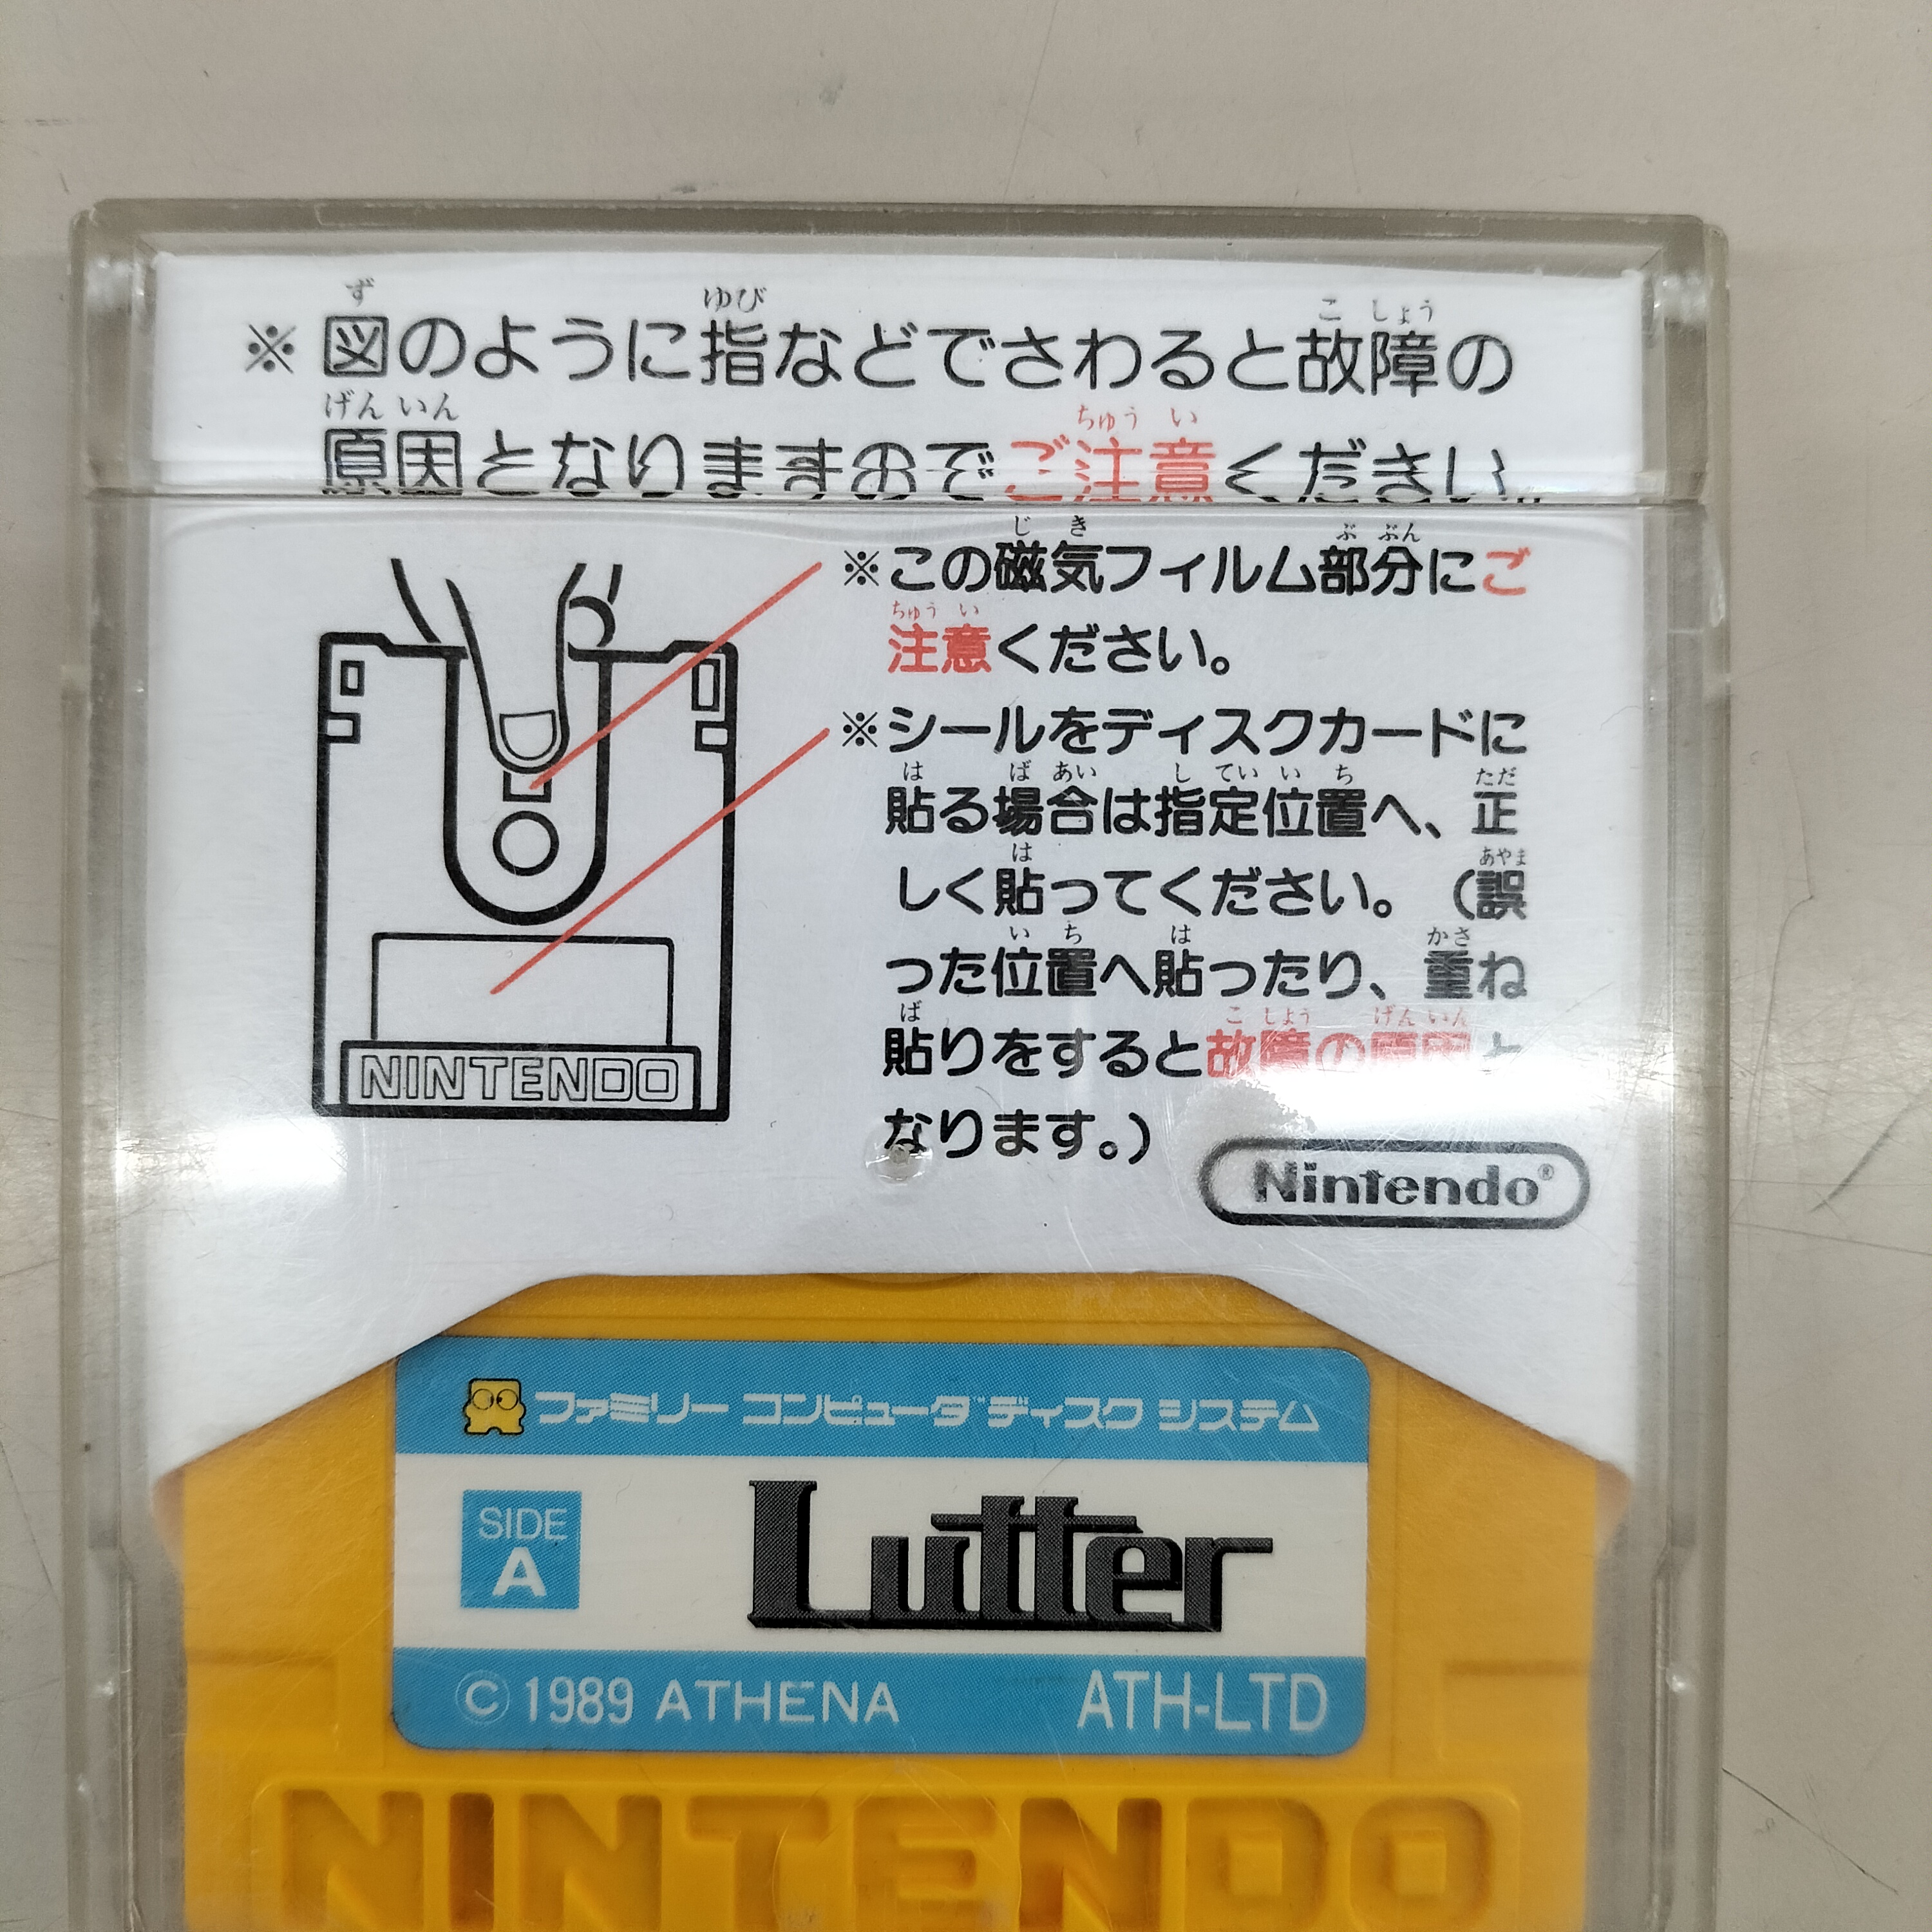 ※図のように指などでさわると故障の
原因となりますのでご注意ください。
※この磁気フィルム部分にご
注意ください。
※シールをディスクカードに
貼る場合は指定位置へ、正
しく貼ってください。（誤
った位置へ貼ったり、重ね
貼りをすると故障の原因と
なります。）
NINTENDO
Nintendo®
ファミリー コンピュータ™ ディスク システム
SIDE
A
Lutter
© 1989 ATHENA ATH-LTD
NINTENDO